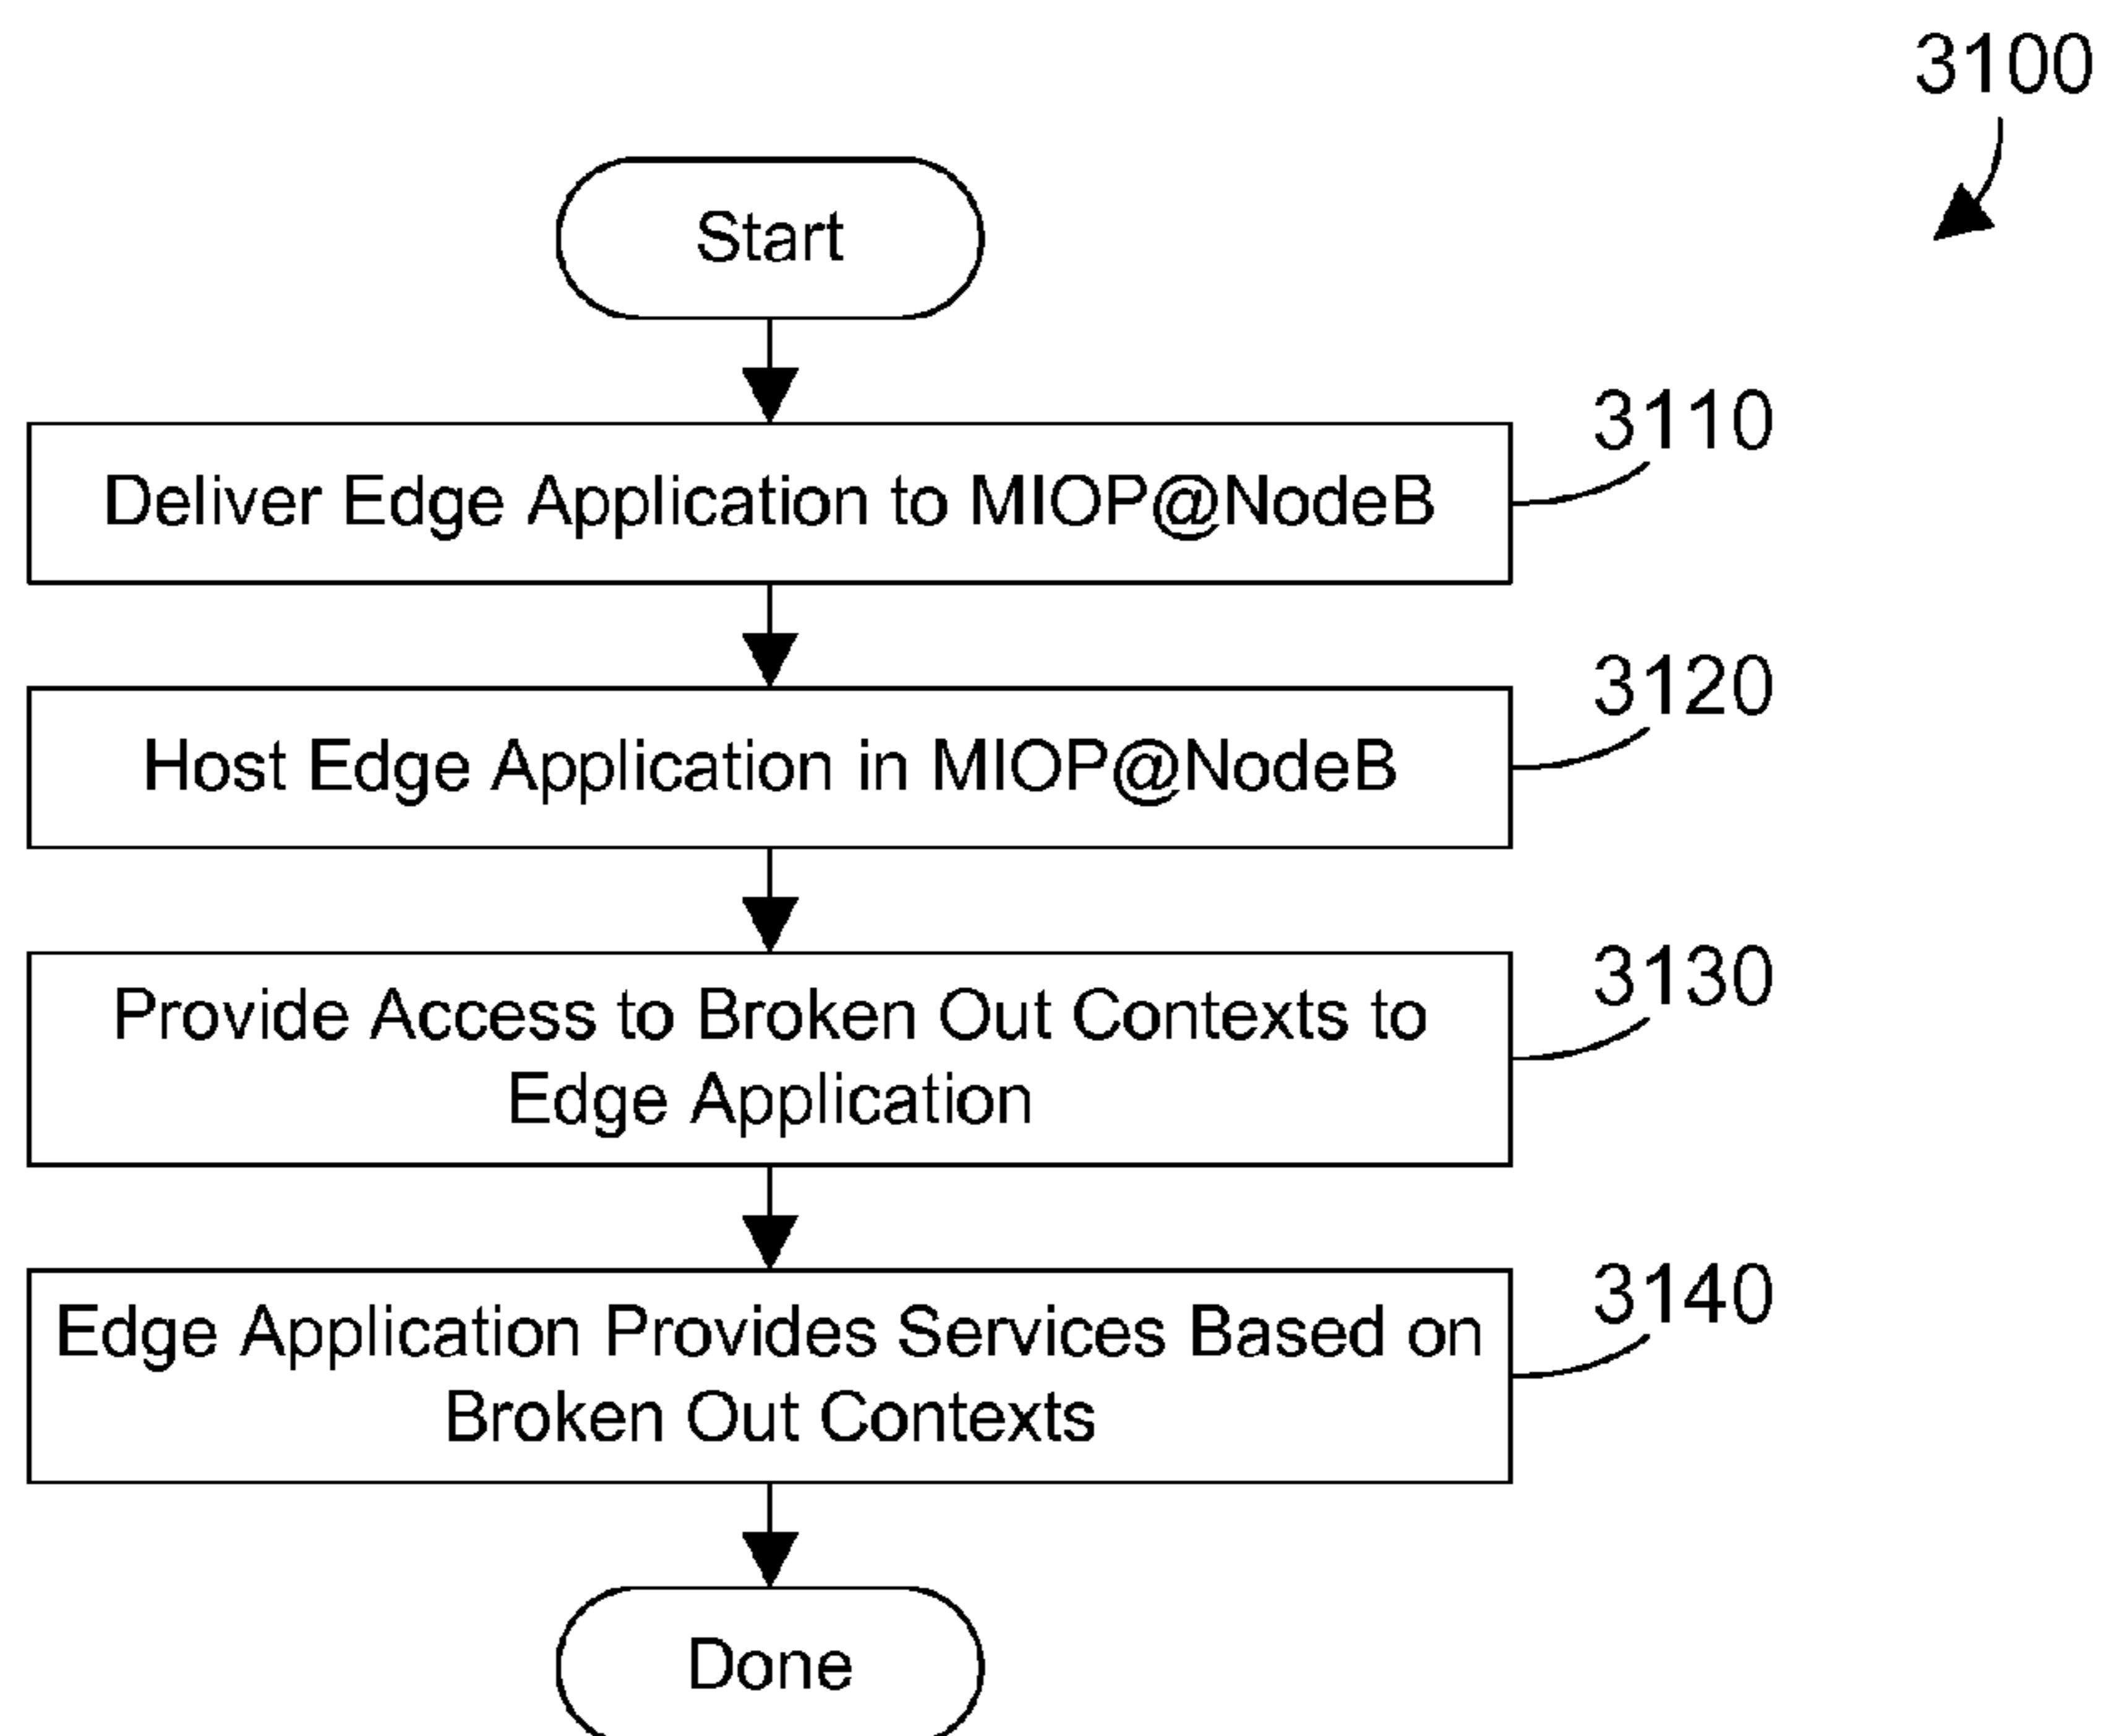 3100
Start
3110
Deliver Edge Application to MIOP@NodeB
3120
Host Edge Application in MIOP@NodeB
3130
Provide Access to Broken Out Contexts to
Edge Application
3140
Edge Application Provides Services Based on
Broken Out Contexts
Done